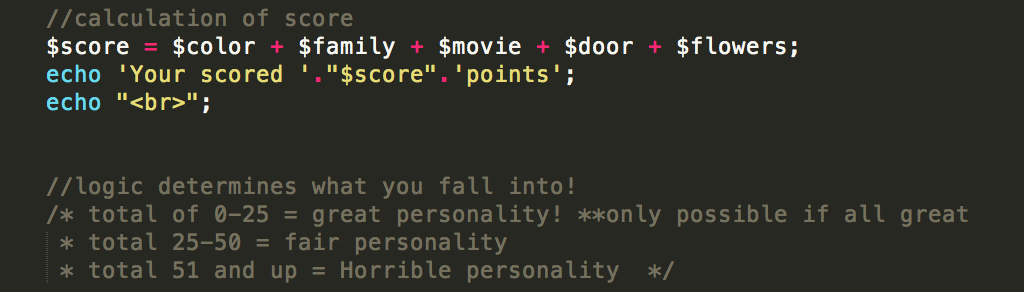 //calculation of score
$score = $color + $family + $movie + $door + $flowers;
echo 'Your scored '."$score".'points';
echo "<br>";
//logic determines what you fall into!
/* total of 0-25 = great personality! **only possible if all great
* total 25-50 = fair personality
* total 51 and up = Horrible personality  */